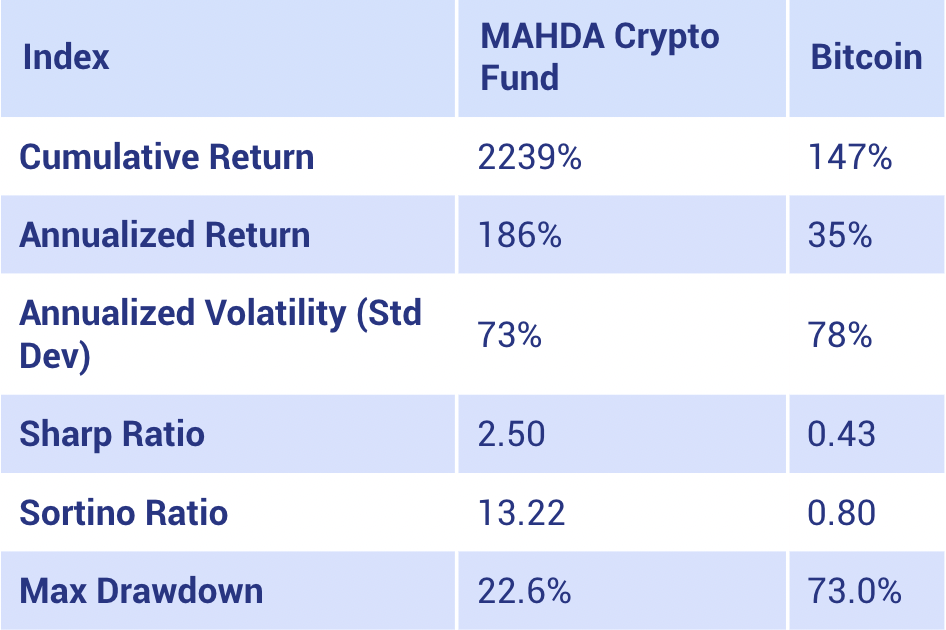 Index
MAHDA Crypto
Fund
Bitcoin
Cumulative Return
2239%
147%
Annualized Return
186%
35%
Annualized Volatility (Std
Dev)
73%
78%
Sharp Ratio
2.50
0.43
Sortino Ratio
13.22
0.80
Max Drawdown
22.6%
73.0%